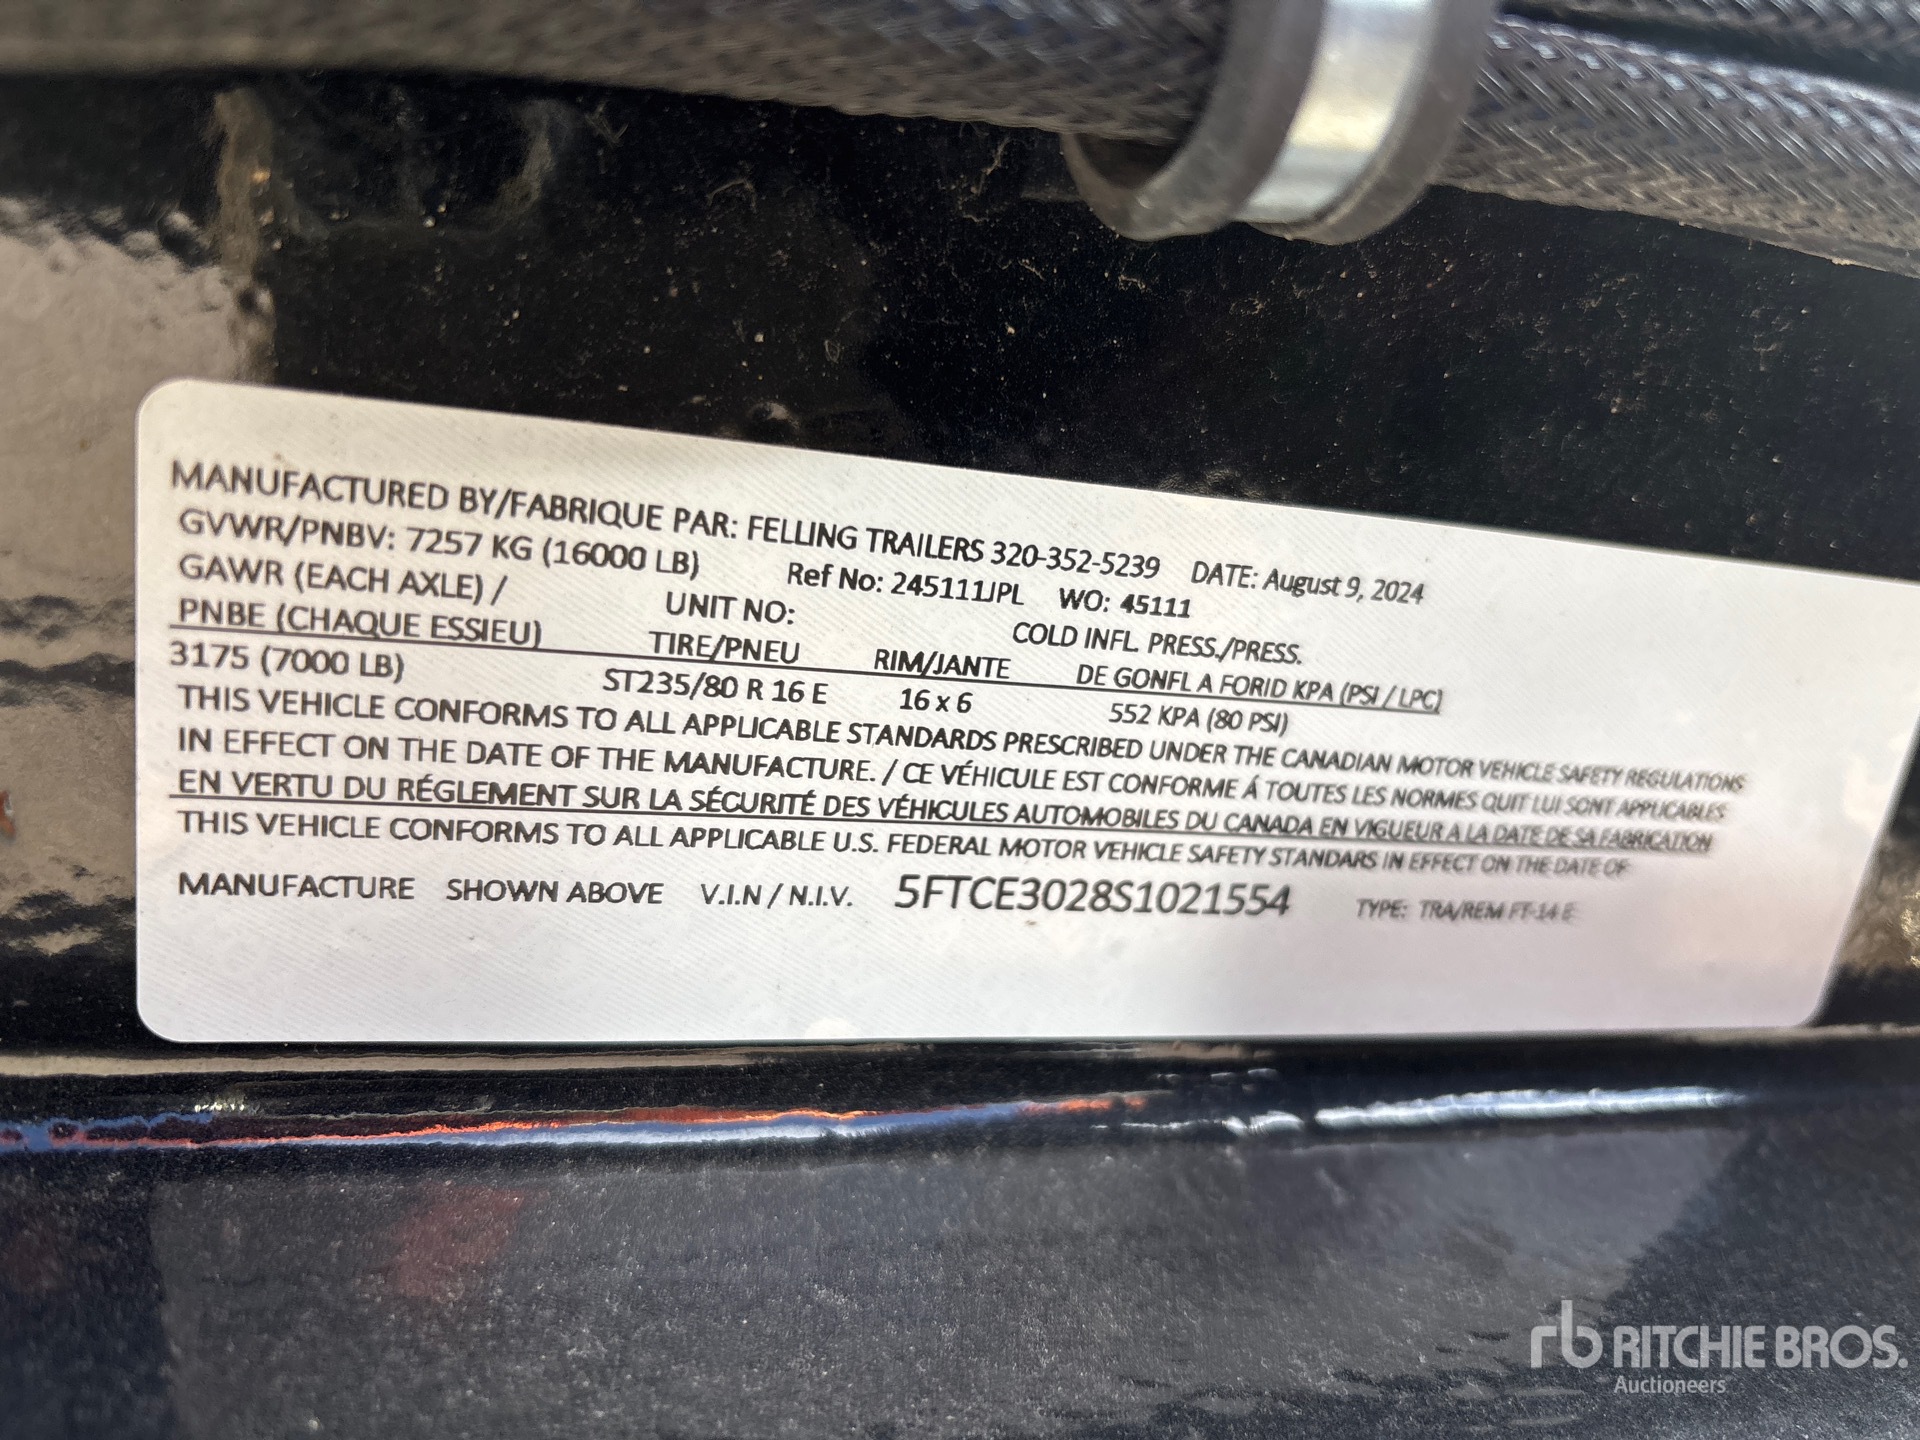 MANUFACTURED BY/FABRIQUE PAR: FELLING TRAILERS 320-352-5239 DATE: August 9, 2024
GVWR/PNBV: 7257 KG (16000 LB) Ref No: 245111JPL WO: 45111
GAWR (EACH AXLE) / UNIT NO: COLD INFL. PRESS./PRESS.
PNBE (CHAQUE ESSIEU) TIRE/PNEU RIM/JANTE DE GONFL A FORID KPA (PSI / LPC)
3175 (7000 LB) ST235/80 R 16 E 16 x 6 552 KPA (80 PSI)
THIS VEHICLE CONFORMS TO ALL APPLICABLE STANDARDS PRESCRIBED UNDER THE CANADIAN MOTOR VEHICLE SAFETY REGULATIONS
IN EFFECT ON THE DATE OF THE MANUFACTURE. / CE VÉHICULE EST CONFORME Á TOUTES LES NORMES QUIT LUI SONT APPLICABLES
EN VERTU DU RÉGLEMENT SUR LA SÉCURITÉ DES VÉHICULES AUTOMOBILES DU CANADA EN VIGUEUR A LA DATE DE SA FABRICATION
THIS VEHICLE CONFORMS TO ALL APPLICABLE U.S. FEDERAL MOTOR VEHICLE SAFETY STANDARS IN EFFECT ON THE DATE OF
MANUFACTURE SHOWN ABOVE V.I.N / N.I.V. 5FTCE3028S1021554 TYPE: TRA/REM FT-14 E
rb RITCHIE BROS.
Auctioneers